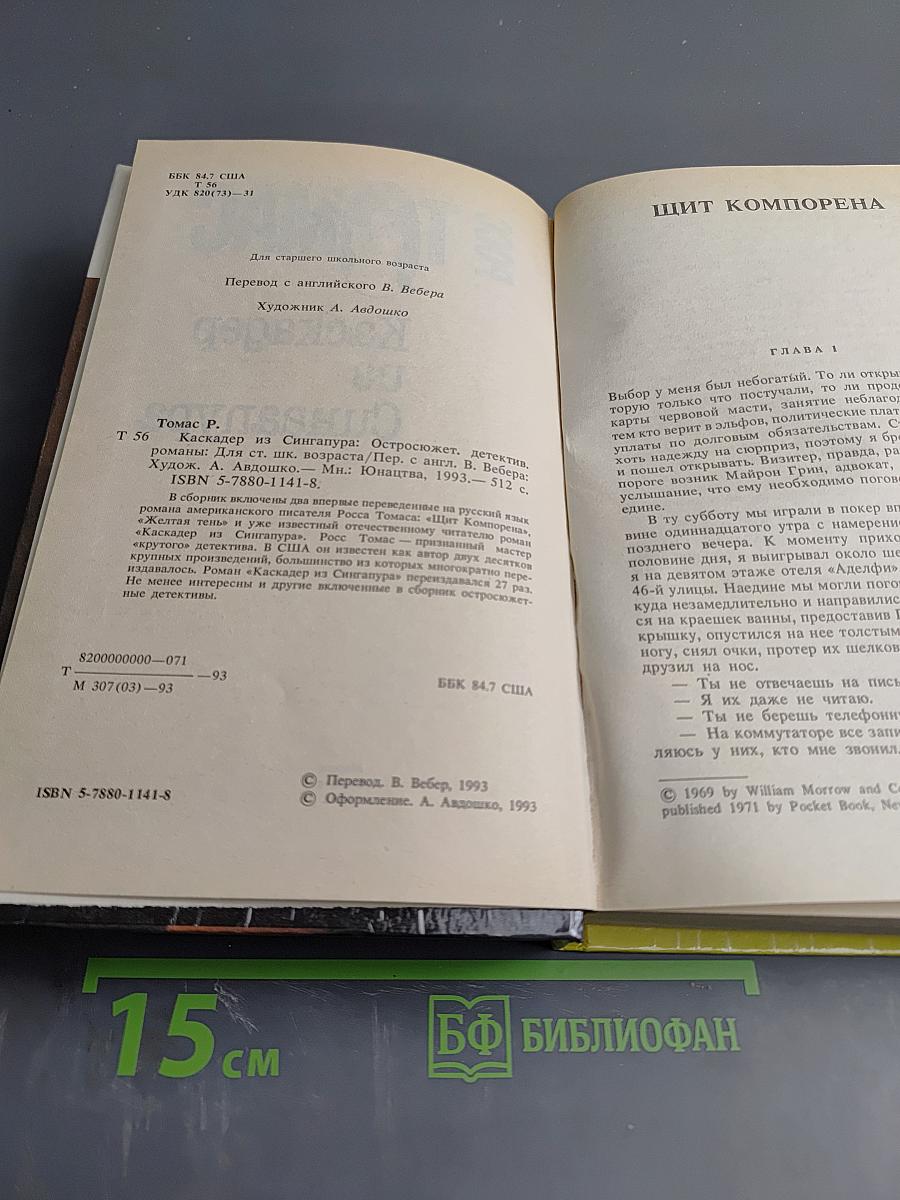 ББК 84.7 США
Т 56
УДК 820(73)—31
Для старшего школьного возраста
Перевод с английского В. Вебера
Художник А. Авдошко
Томас Р.
Т 56 Каскадер из Сингапура: Остросюжет. детектив.
романы: Для ст. шк. возраста/Пер. с англ. В. Вебера:
Худож. А. Авдошко.— Мн.: Юнацтва, 1993.— 512 с.
ISBN 5-7880-1141-8.
В сборник включены два впервые переведенные на русский язык
романа американского писателя Росса Томаса: «Щит Компорена»,
«Желтая тень» и уже известный отечественному читателю роман
«Каскадер из Сингапура». Росс Томас — признанный мастер
«крутого» детектива. В США он известен как автор двух десятков
крупных произведений, большинство из которых многократно пере-
издавалось. Роман «Каскадер из Сингапура» переиздавался 27 раз.
Не менее интересны и другие включенные в сборник остросюжет-
ные детективы.
8200000000—071
Т ——— —93
М 307(03)—93
ББК 84.7 США
ISBN 5-7880-1141-8
© Перевод. В. Вебер, 1993
© Оформление. А. Авдошко, 1993
ЩИТ КОМПОРЕНА
ГЛАВА 1
Выбор у меня был небогатый. То ли откры
торую только что постучали, то ли прод
карты червовой масти, занятие неблагод
тем кто верит в эльфов, политические плат
уплаты по долговым обязательствам. С
хоть надежду на сюрприз, поэтому я бр
и пошел открывать. Визитер, правда, ра
пороге возник Майрон Грин, адвокат,
услышание, что ему необходимо погов
едине.
В ту субботу мы играли в покер вп
вине одиннадцатого утра с намерени
позднего вечера. К моменту прихо
половине дня, я выигрывал около ше
я на девятом этаже отеля «Аделфи»
46-й улицы. Наедине мы могли погов
куда незамедлительно и направилис
ся на краешек ванны, предоставив Г
крышку, опустился на нее толстым
ногу, снял очки, протер их шелков
друзил на нос.
— Ты не отвечаешь на пись
— Я их даже не читаю.
— Ты не берешь телефонну
— На коммутаторе все запи
ляюсь у них, кто мне звонил.
© 1969 by William Morrow and Co
published 1971 by Pocket Book, Ne
15 см
БФ БИБЛИОФАН